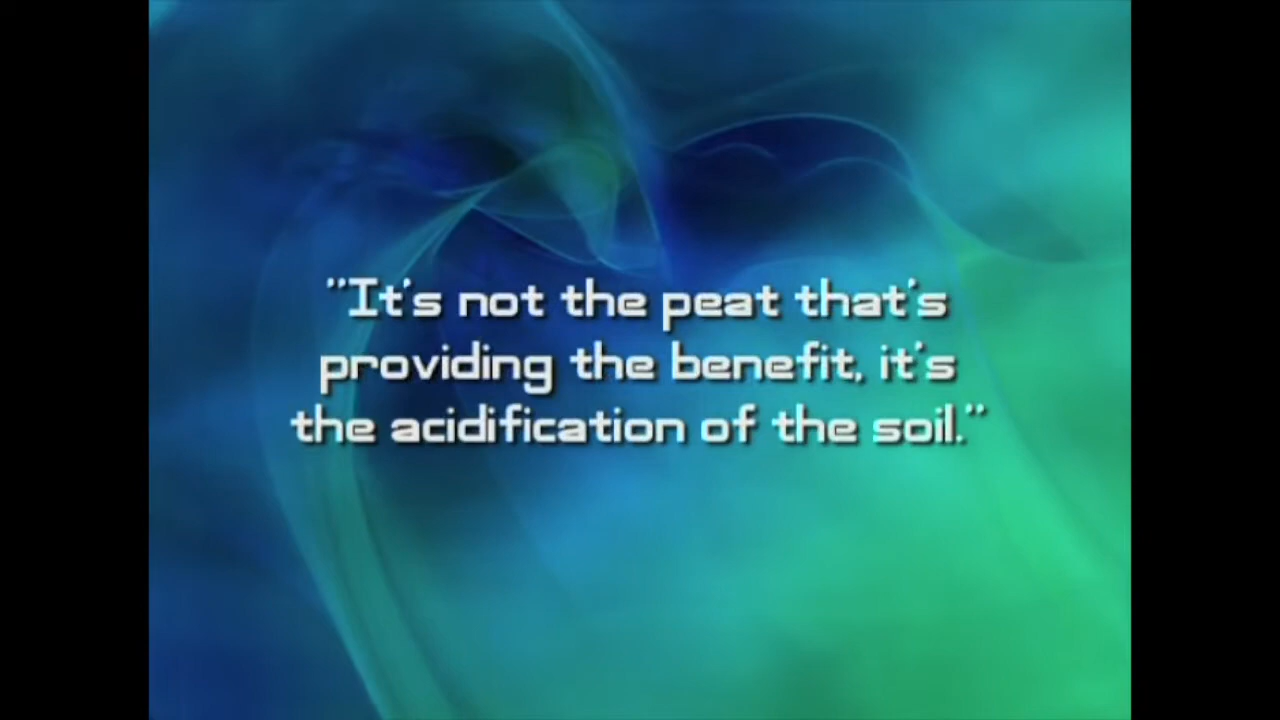 "It's not the peat that's
providing the benefit, it's
the acidification of the soil."